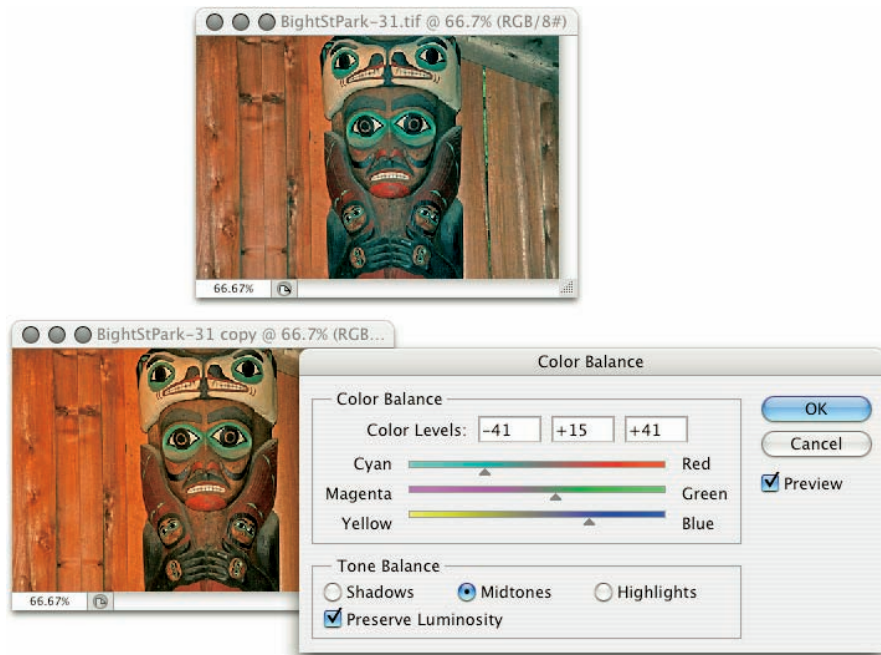 BightStPark-31.tif @ 66.7% (RGB/8#)
66.67%
BightStPark-31 copy @ 66.7% (RGB...
66.67%
Color Balance
Color Balance
Color Levels: -41 +15 +41
Cyan Red
Magenta Green
Yellow Blue
Tone Balance
Shadows Midtones Highlights
Preserve Luminosity
OK
Cancel
Preview